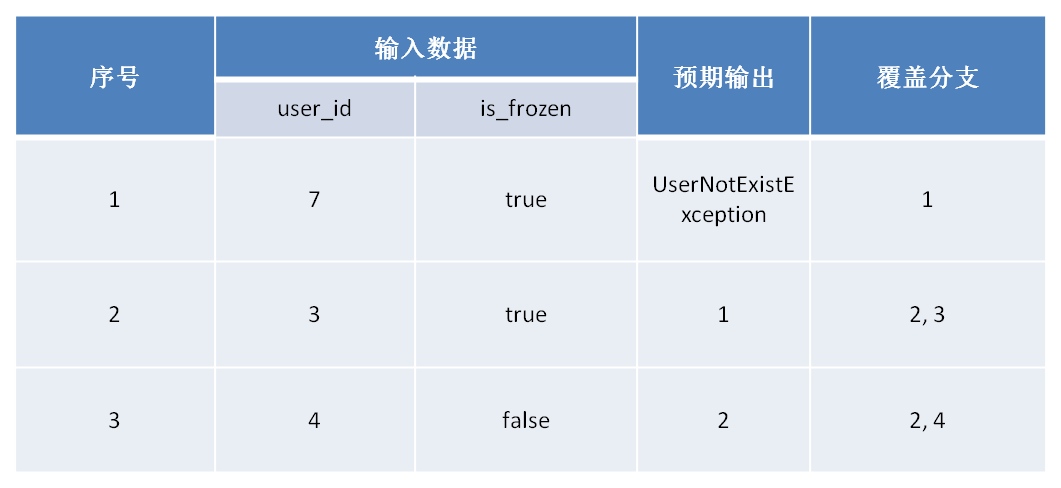 序号
输入数据
预期输出
覆盖分支
user_id
is_frozen
1
7
true
UserNotExistE
xception
1
2
3
true
1
2, 3
3
4
false
2
2, 4